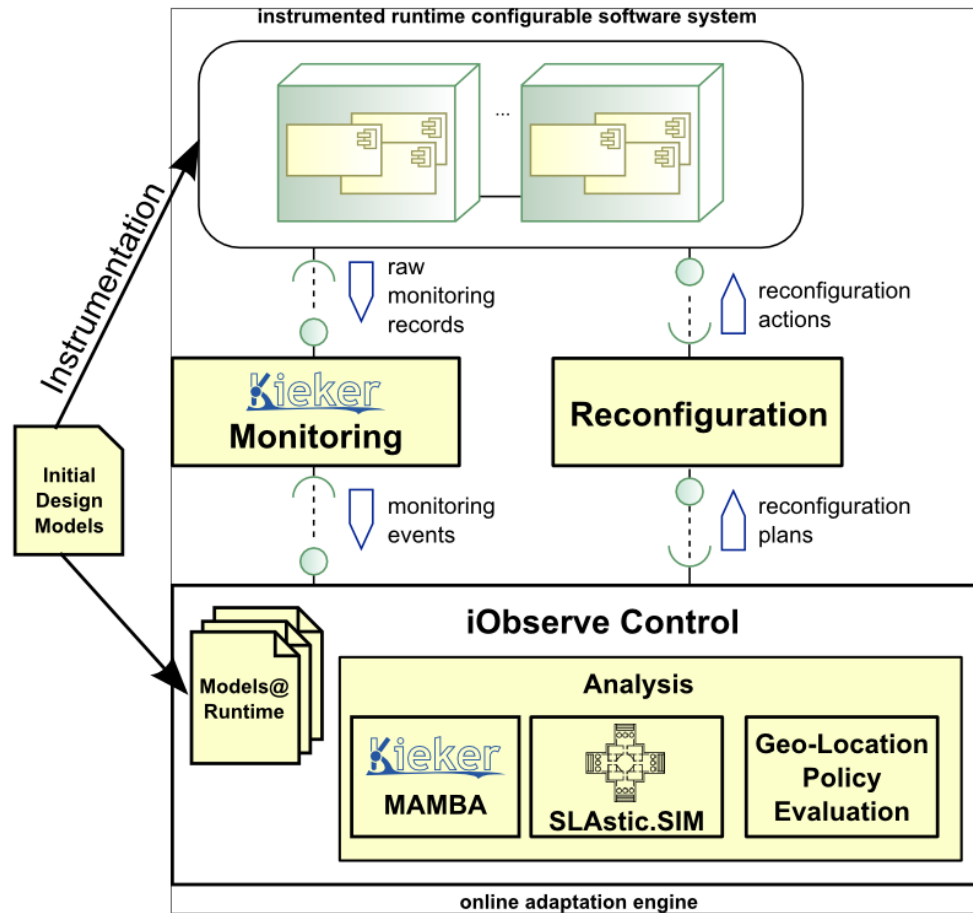 instrumented runtime configurable software system
...
Instrumentation
raw
monitoring
records
reconfiguration
actions
Kieker
Monitoring
Reconfiguration
Initial
Design
Models
monitoring
events
reconfiguration
plans
iObserve Control
Models@
Runtime
Analysis
Kieker
MAMBA
SLAstic.SIM
Geo-Location
Policy
Evaluation
online adaptation engine